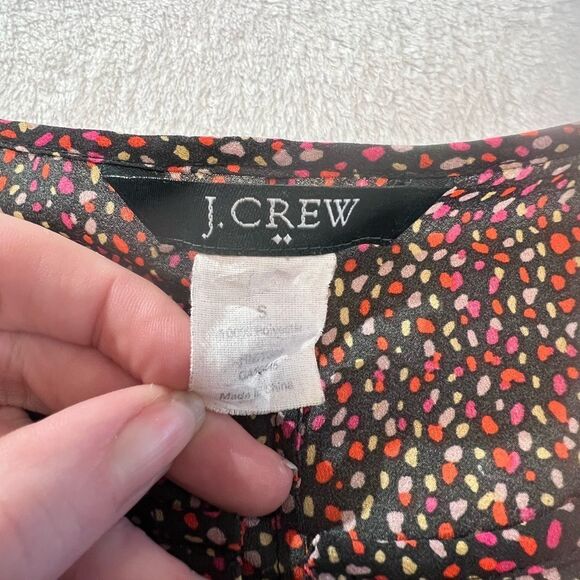 J.CREW
S
100% Polyester
Made in China